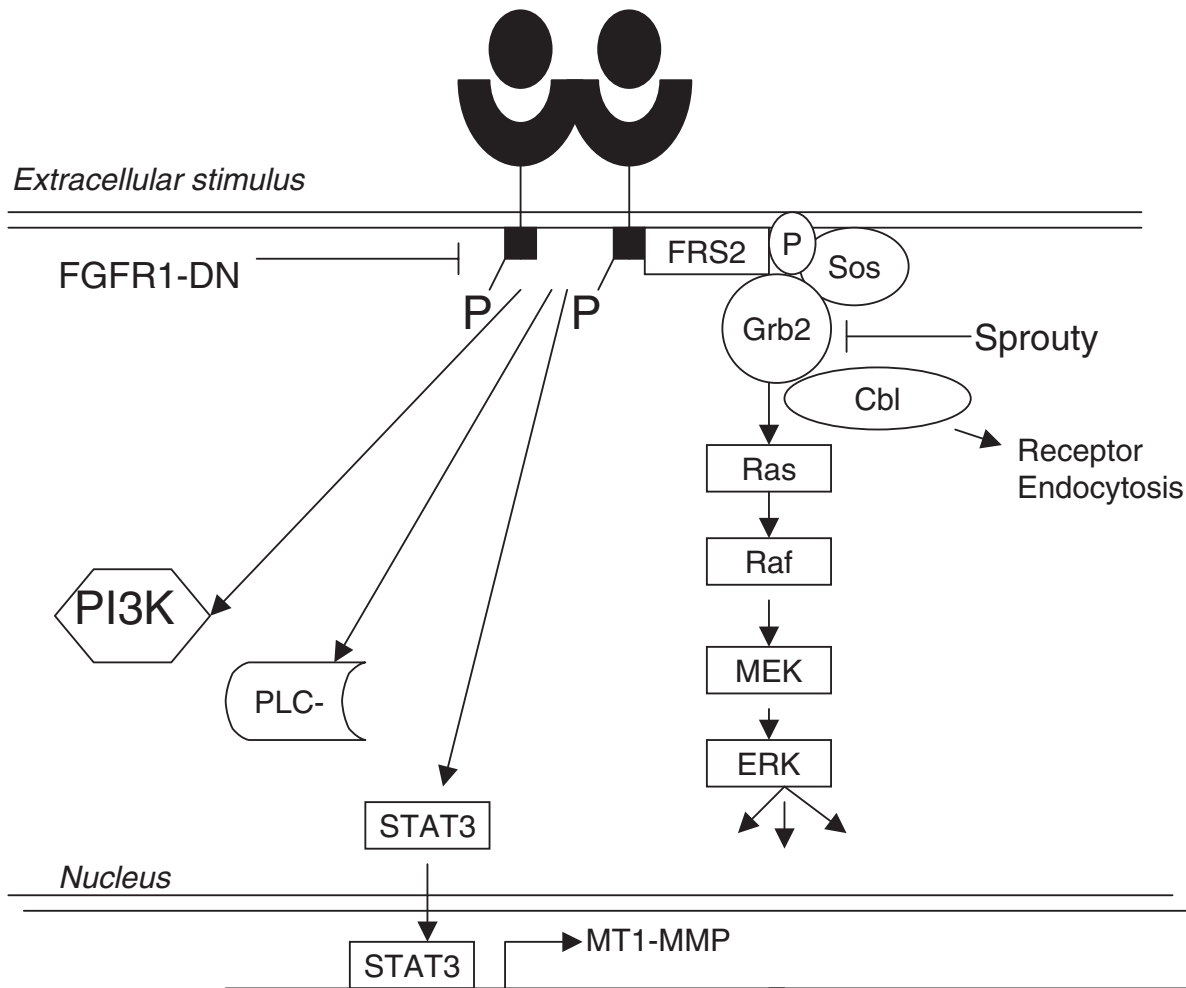 Extracellular stimulus
FGFR1-DN
P
P
FRS2
P
Sos
Grb2
Sprouty
Cbl
Receptor
Endocytosis
Ras
Raf
MEK
ERK
PI3K
PLC-
STAT3
Nucleus
STAT3
MT1-MMP